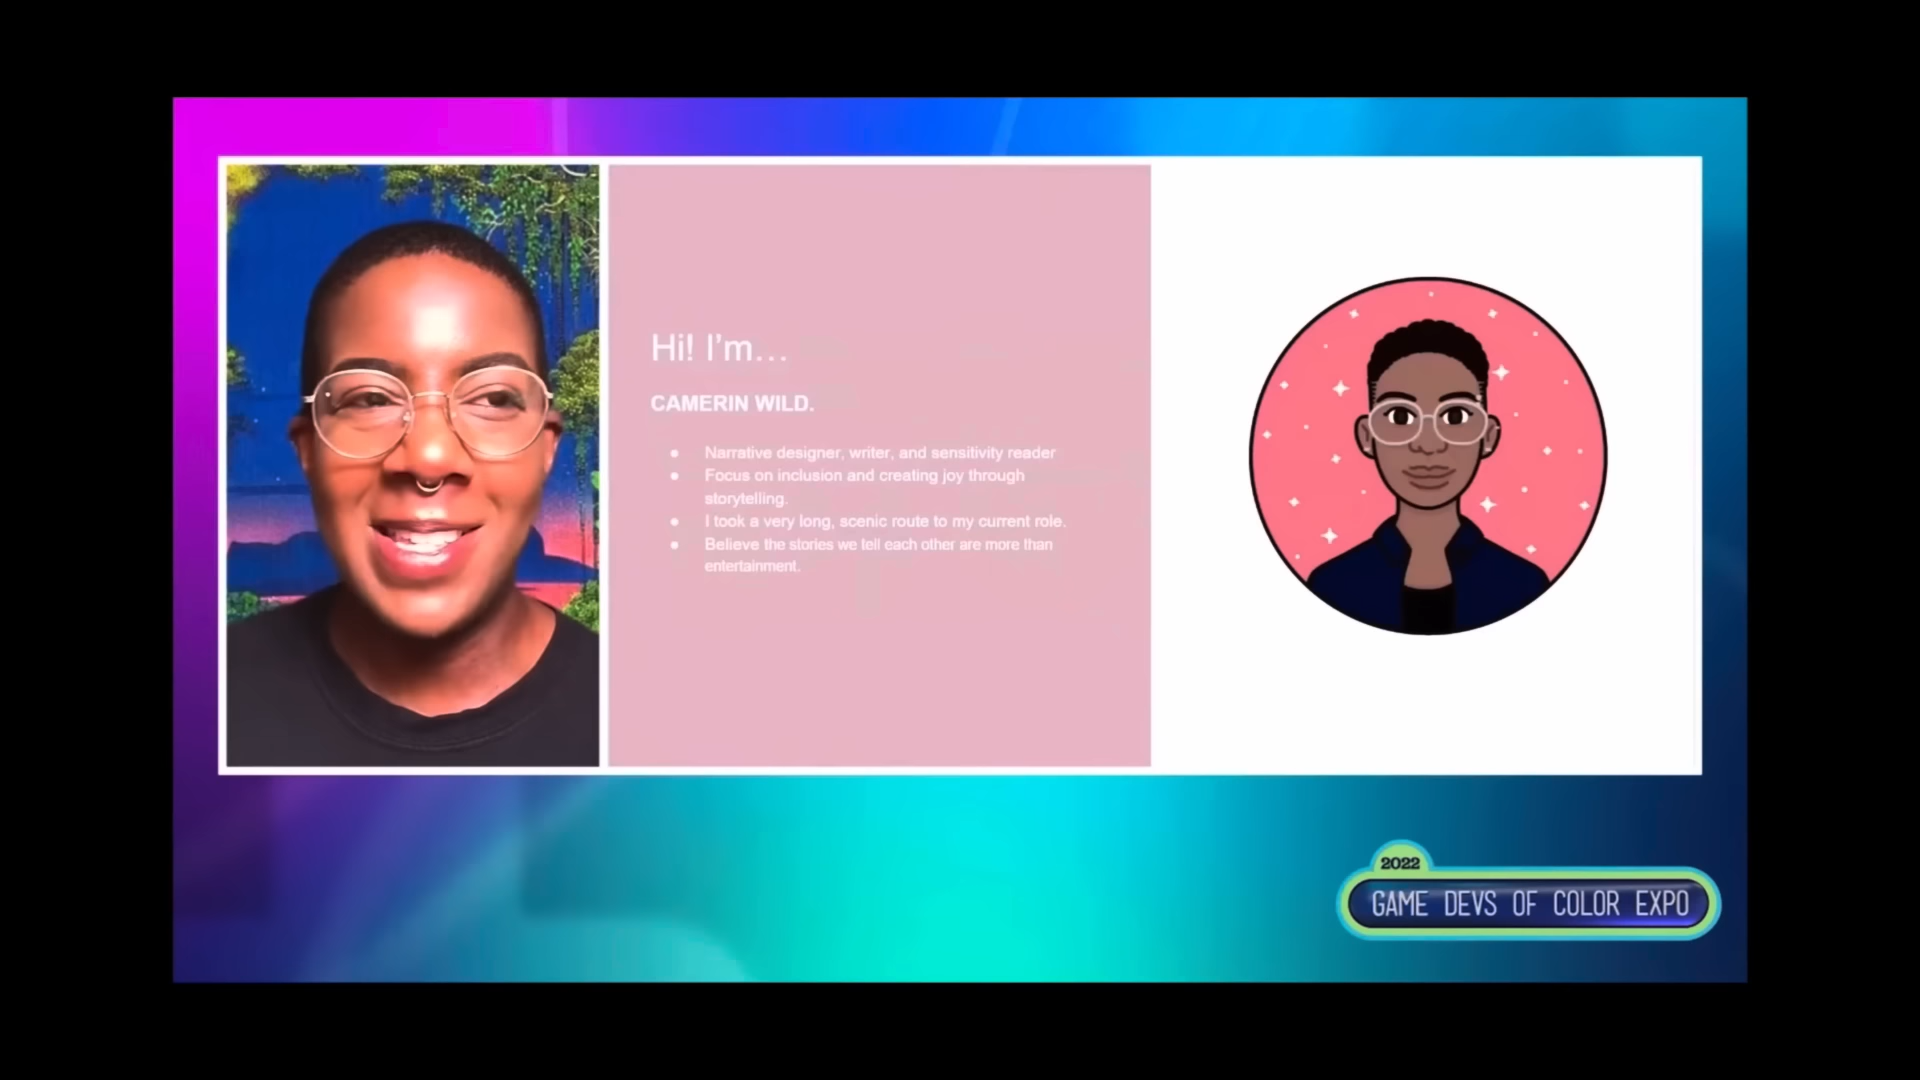 Hi! I'm...
CAMERIN WILD.
● Narrative designer, writer, and sensitivity reader
● Focus on inclusion and creating joy through
storytelling.
● I took a very long, scenic route to my current role.
● Believe the stories we tell each other are more than
entertainment.
2022
GAME DEVS OF COLOR EXPO